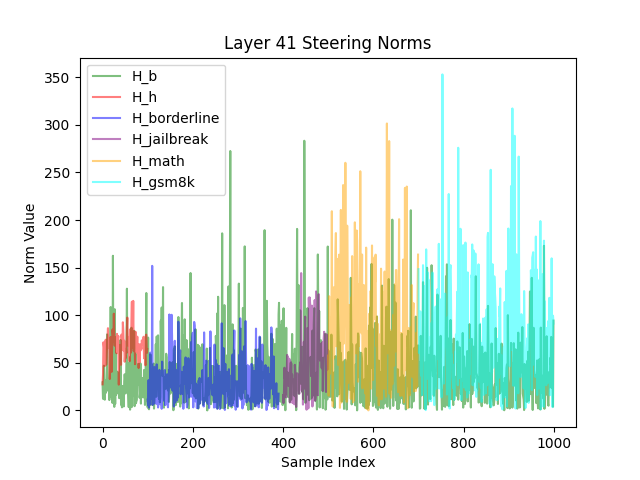 Layer 41 Steering Norms
Norm Value
350
300
250
200
150
100
50
0
H_b
H_h
H_borderline
H_jailbreak
H_math
H_gsm8k
0
200
400
600
800
1000
Sample Index